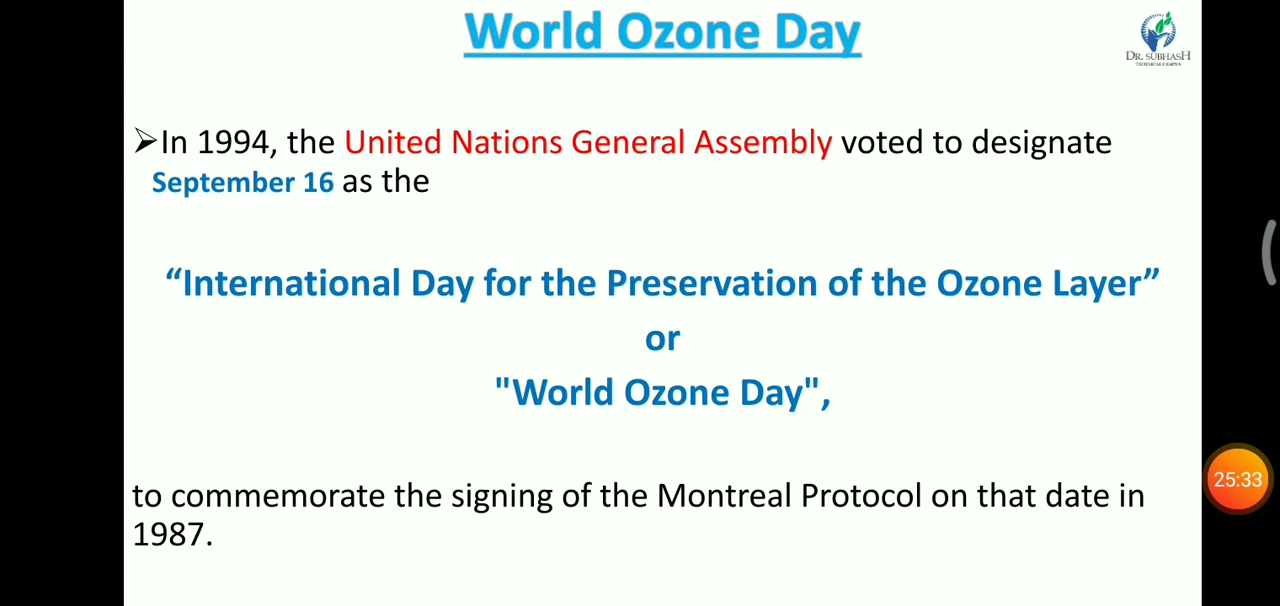 World Ozone Day
DR. SUBHASH
TECHNICAL CAMPUS
➢In 1994, the United Nations General Assembly voted to designate
September 16 as the
“International Day for the Preservation of the Ozone Layer”
or
"World Ozone Day",
to commemorate the signing of the Montreal Protocol on that date in
1987.
25:33